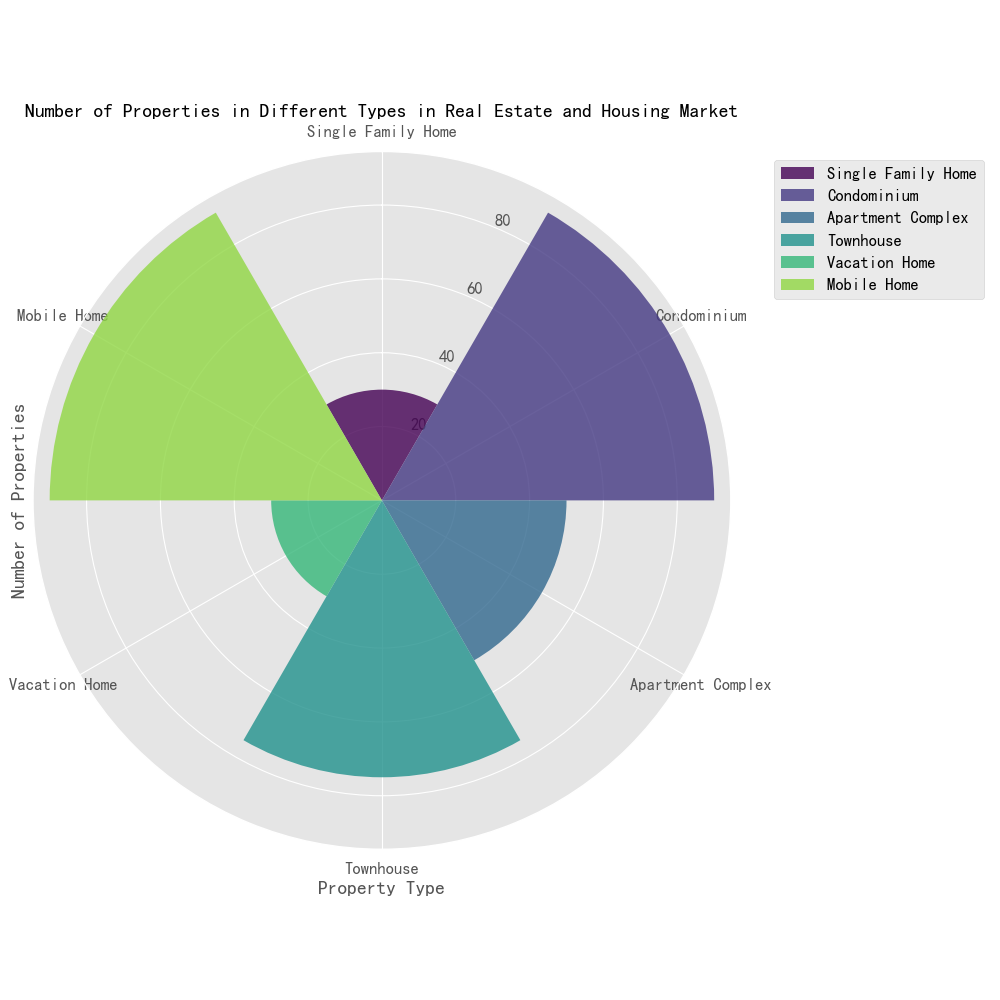 Number of Properties in Different Types in Real Estate and Housing Market
Single Family Home
Single Family Home
Condominium
Apartment Complex
Townhouse
Vacation Home
Mobile Home
80
60
40
20
Mobile Home
Condominium
Number of Properties
Vacation Home
Apartment Complex
Townhouse
Property Type